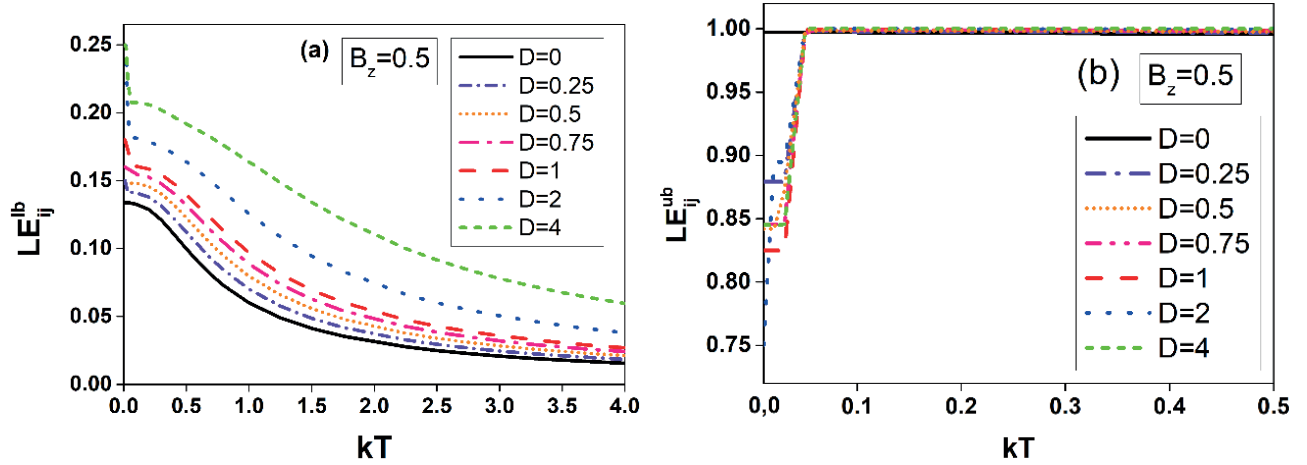 (a)
B_z=0.5
D=0
D=0.25
D=0.5
D=0.75
D=1
D=2
D=4
0.25
0.20
0.15
0.10
0.05
0.00
LE_ij^lb
0.0 0.5 1.0 1.5 2.0 2.5 3.0 3.5 4.0
kT
(b)
B_z=0.5
D=0
D=0.25
D=0.5
D=0.75
D=1
D=2
D=4
1.00
0.95
0.90
0.85
0.80
0.75
LE_ij^ub
0,0 0.1 0.2 0.3 0.4 0.5
kT